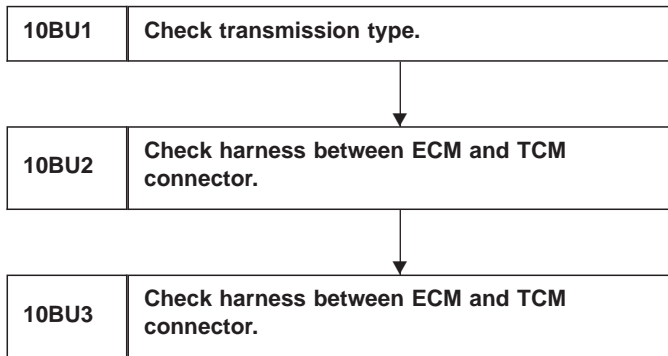 10BU1 Check transmission type.
10BU2 Check harness between ECM and TCM
connector.
10BU3 Check harness between ECM and TCM
connector.